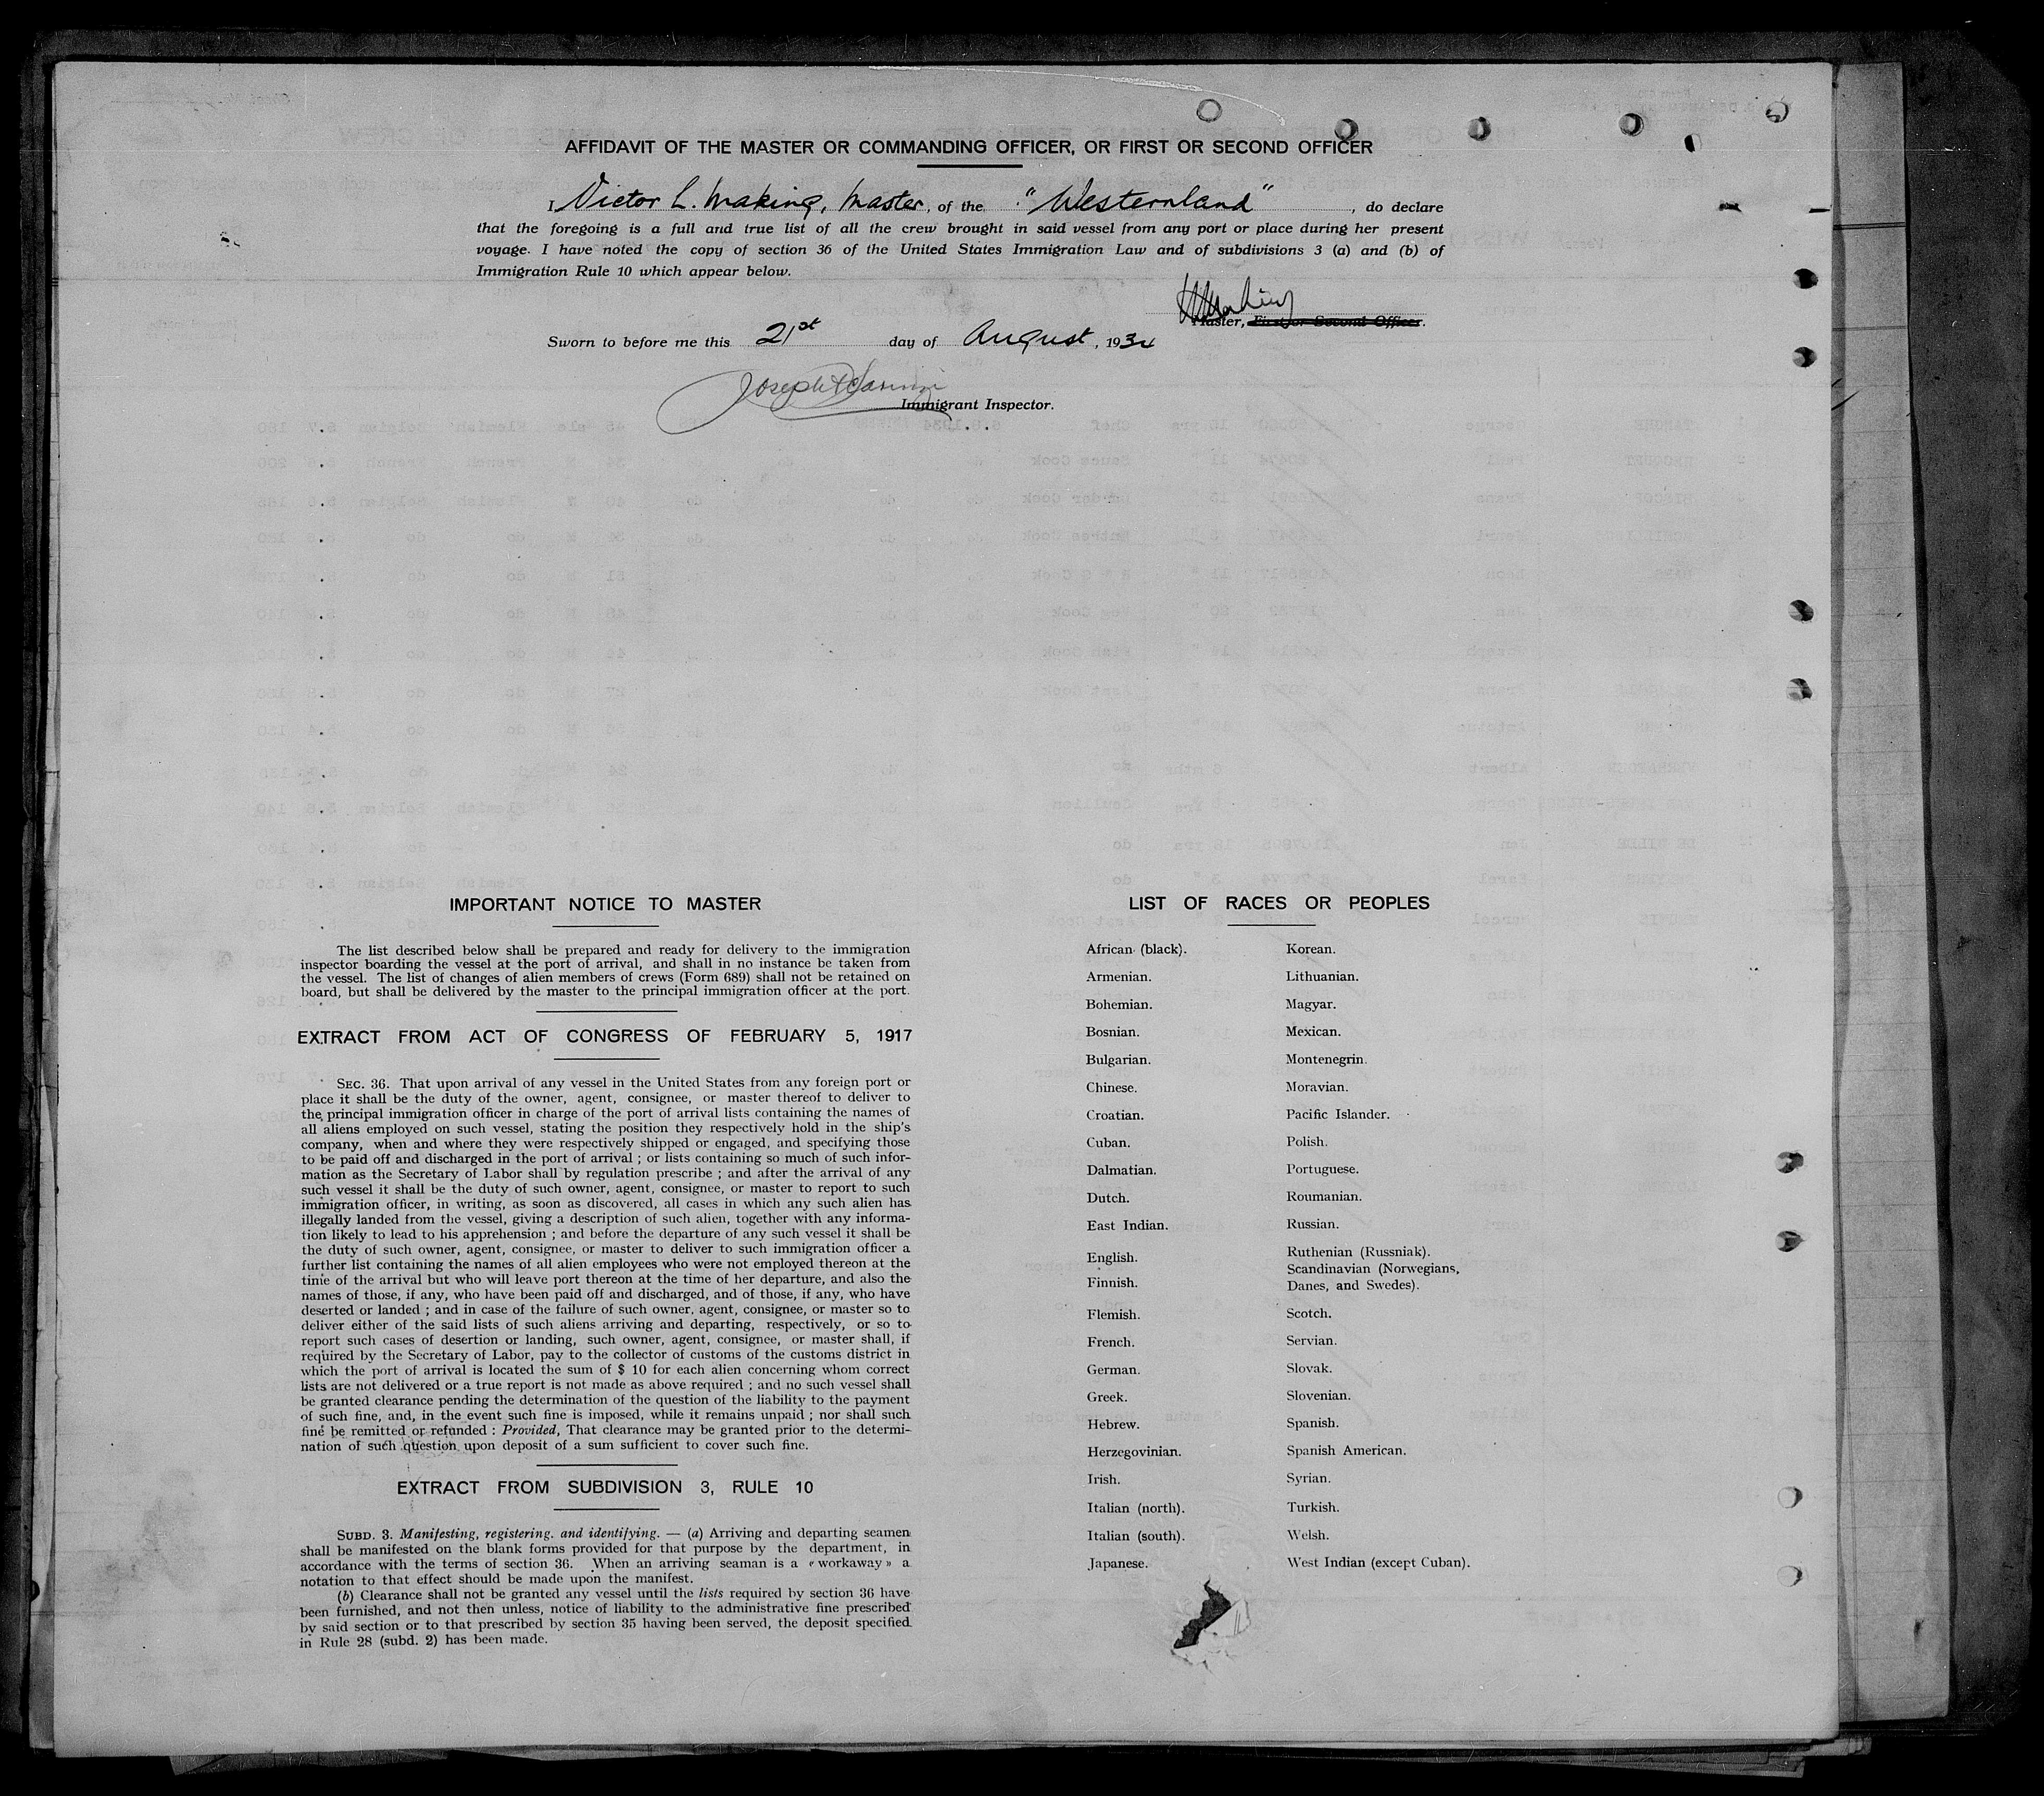 AFFIDAVIT OF THE MASTER OR COMMANDING OFFICER, OR FIRST OR SECOND OFFICER
I Victor L. Making, Master, of the "Westernland", do declare
that the foregoing is a full and true list of all the crew brought in said vessel from any port or place during her present
voyage. I have noted the copy of section 36 of the United States Immigration Law and of subdivisions 3 (a) and (b) of
Immigration Rule 10 which appear below.
Master, First or Second Officer.
Sworn to before me this 21st day of August, 1934
Joseph
Immigrant Inspector.
IMPORTANT NOTICE TO MASTER
The list described below shall be prepared and ready for delivery to the immigration
inspector boarding the vessel at the port of arrival, and shall in no instance be taken from
the vessel. The list of changes of alien members of crews (Form 689) shall not be retained on
board, but shall be delivered by the master to the principal immigration officer at the port.
EXTRACT FROM ACT OF CONGRESS OF FEBRUARY 5, 1917
SEC. 36. That upon arrival of any vessel in the United States from any foreign port or
place it shall be the duty of the owner, agent, consignee, or master thereof to deliver to
the principal immigration officer in charge of the port of arrival lists containing the names of
all aliens employed on such vessel, stating the position they respectively hold in the ship's
company, when and where they were respectively shipped or engaged, and specifying those
to be paid off and discharged in the port of arrival ; or lists containing so much of such infor-
mation as the Secretary of Labor shall by regulation prescribe ; and after the arrival of any
such vessel it shall be the duty of such owner, agent, consignee, or master to report to such
immigration officer, in writing, as soon as discovered, all cases in which any such alien has
illegally landed from the vessel, giving a description of such alien, together with any informa-
tion likely to lead to his apprehension ; and before the departure of any such vessel it shall be
the duty of such owner, agent, consignee, or master to deliver to such immigration officer a
further list containing the names of all alien employees who were not employed thereon at the
time of the arrival but who will leave port thereon at the time of her departure, and also the
names of those, if any, who have been paid off and discharged, and of those, if any, who have
deserted or landed ; and in case of the failure of such owner, agent, consignee, or master so to
deliver either of the said lists of such aliens arriving and departing, respectively, or so to
report such cases of desertion or landing, such owner, agent, consignee, or master shall, if
required by the Secretary of Labor, pay to the collector of customs of the customs district in
which the port of arrival is located the sum of $ 10 for each alien concerning whom correct
lists are not delivered or a true report is not made as above required ; and no such vessel shall
be granted clearance pending the determination of the question of the liability to the payment
of such fine, and, in the event such fine is imposed, while it remains unpaid ; nor shall such
fine be remitted or refunded : Provided, That clearance may be granted prior to the determi-
nation of such question upon deposit of a sum sufficient to cover such fine.
EXTRACT FROM SUBDIVISION 3, RULE 10
SUBD. 3. Manifesting, registering. and identifying. — (a) Arriving and departing seamen
shall be manifested on the blank forms provided for that purpose by the department, in
accordance with the terms of section 36. When an arriving seaman is a « workaway » a
notation to that effect should be made upon the manifest.
(b) Clearance shall not be granted any vessel until the lists required by section 36 have
been furnished, and not then unless, notice of liability to the administrative fine prescribed
by said section or to that prescribed by section 35 having been served, the deposit specified
in Rule 28 (subd. 2) has been made.
LIST OF RACES OR PEOPLES
African (black).
Armenian.
Bohemian.
Bosnian.
Bulgarian.
Chinese.
Croatian.
Cuban.
Dalmatian.
Dutch.
East Indian.
English.
Finnish.
Flemish.
French.
German.
Greek.
Hebrew.
Herzegovinian.
Irish.
Italian (north).
Italian (south).
Japanese.
Korean.
Lithuanian.
Magyar.
Mexican.
Montenegrin.
Moravian.
Pacific Islander.
Polish.
Portuguese.
Roumanian.
Russian.
Ruthenian (Russniak).
Scandinavian (Norwegians,
Danes, and Swedes).
Scotch.
Servian.
Slovak.
Slovenian.
Spanish.
Spanish American.
Syrian.
Turkish.
Welsh.
West Indian (except Cuban).